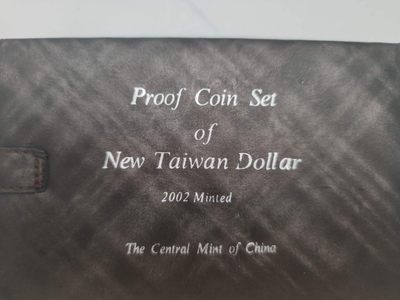 Proof Coin Set
of
New Taiwan Dollar
2002 Minted
The Central Mint of China